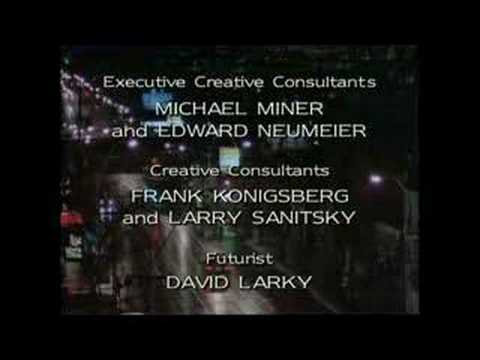 Executive Creative Consultants
MICHAEL MINER
and EDWARD NEUMEIER
Creative Consultants
FRANK KONIGSBERG
and LARRY SANITSKY
Futurist
DAVID LARKY